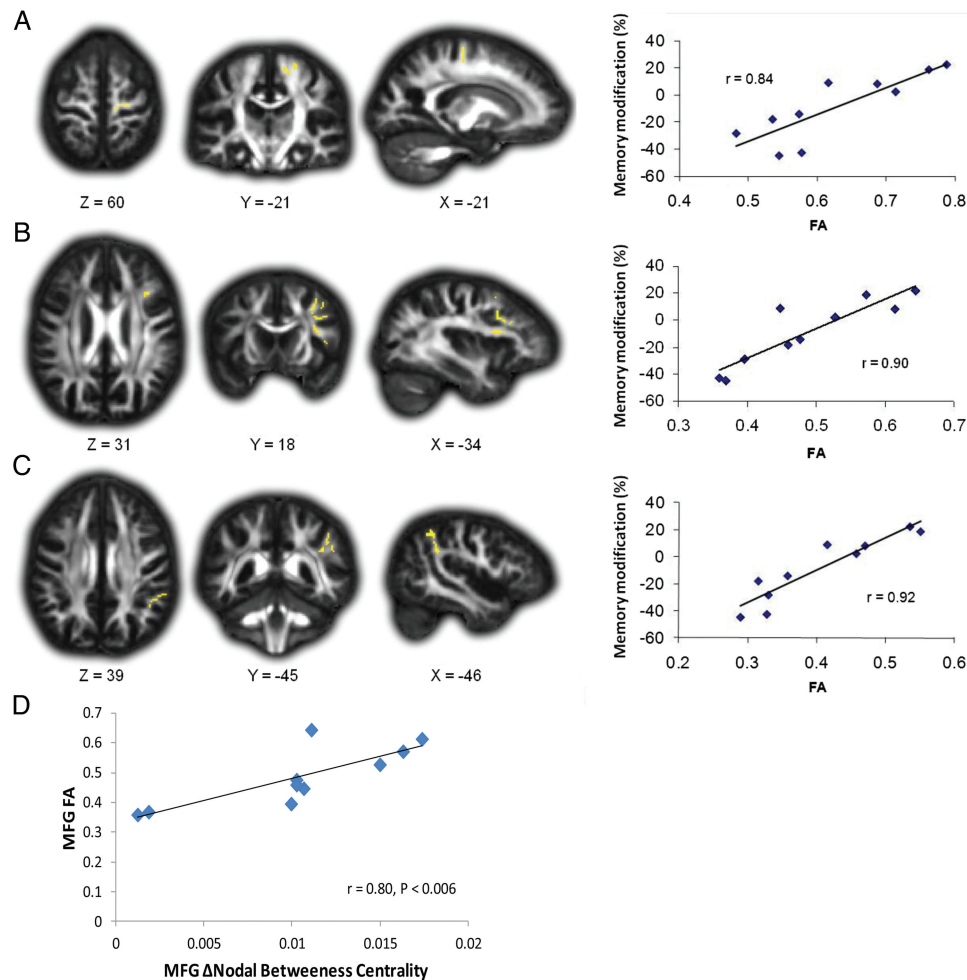 A
Z = 60
Y = -21
X = -21
Memory modification (%)
40
20
0
-20
-40
-60
r = 0.84
0.4
0.5
0.6
0.7
0.8
FA
B
Z = 31
Y = 18
X = -34
Memory modification (%)
40
20
0
-20
-40
-60
r = 0.90
0.3
0.4
0.5
0.6
0.7
FA
C
Z = 39
Y = -45
X = -46
Memory modification (%)
40
20
0
-20
-40
-60
r = 0.92
0.2
0.3
0.4
0.5
0.6
FA
D
MFG FA
0.7
0.6
0.5
0.4
0.3
0.2
0.1
0
r = 0.80, P < 0.006
0
0.005
0.01
0.015
0.02
MFG ΔNodal Betweeness Centrality